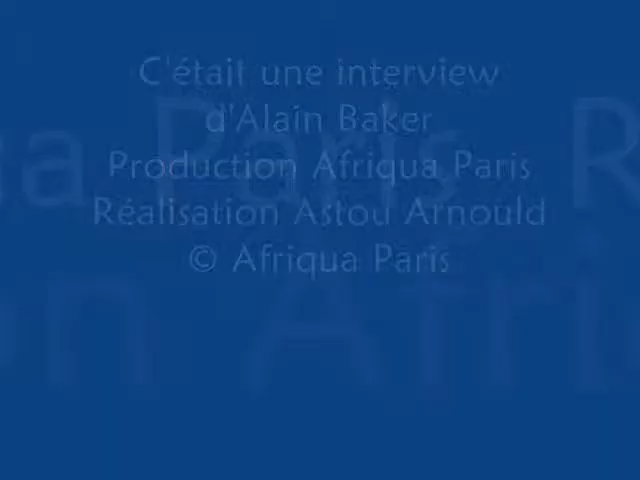 C'était une interview
d'Alain Baker
Production Afriqua Paris
Réalisation Astou Arnould
© Afriqua Paris